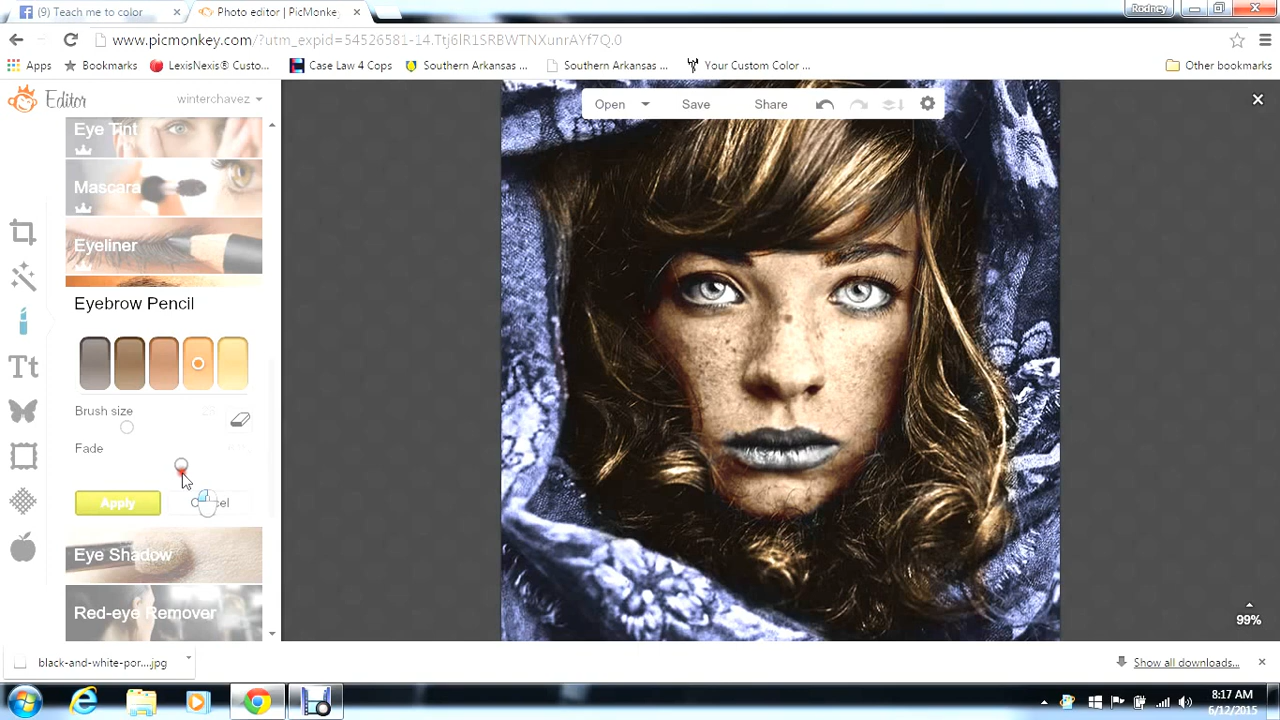 (9) Teach me to color
Photo editor | PicMonkey
Rodney
www.picmonkey.com/?utm_expid=54526581-14.Ttj6lR1SRBWTNXunrAYf7Q.0
Apps Bookmarks LexisNexis® Custo... Case Law 4 Cops Southern Arkansas ... Southern Arkansas ... Your Custom Color ... Other bookmarks
Editor winterchavez
Open Save Share
Eye Tint
Mascara
Eyeliner
Eyebrow Pencil
Brush size
Fade
Apply
Eye Shadow
Red-eye Remover
Tt
99%
black-and-white-por....jpg
Show all downloads...
8:17 AM
6/12/2015